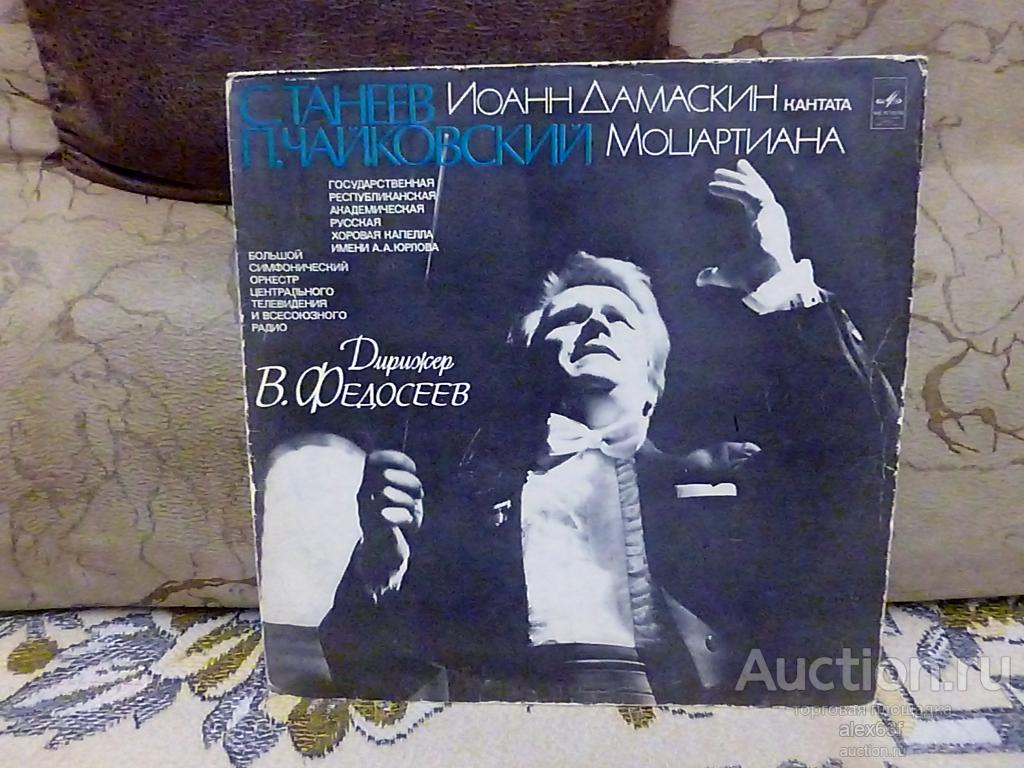 С. ТАНЕЕВ ИОАНН ДАМАСКИН КАНТАТА
П. ЧАЙКОВСКИЙ МОЦАРТИАНА
ГОСУДАРСТВЕННАЯ
РЕСПУБЛИКАНСКАЯ
АКАДЕМИЧЕСКАЯ
РУССКАЯ
ХОРОВАЯ КАПЕЛЛА
ИМЕНИ А.А.ЮРЛОВА
БОЛЬШОЙ
СИМФОНИЧЕСКИЙ
ОРКЕСТР
ЦЕНТРАЛЬНОГО
ТЕЛЕВИДЕНИЯ
И ВСЕСОЮЗНОГО
РАДИО
Дирижер
В. ФЕДОСЕЕВ
Auction.ru
торговая площадка
alex63f
auction.ru